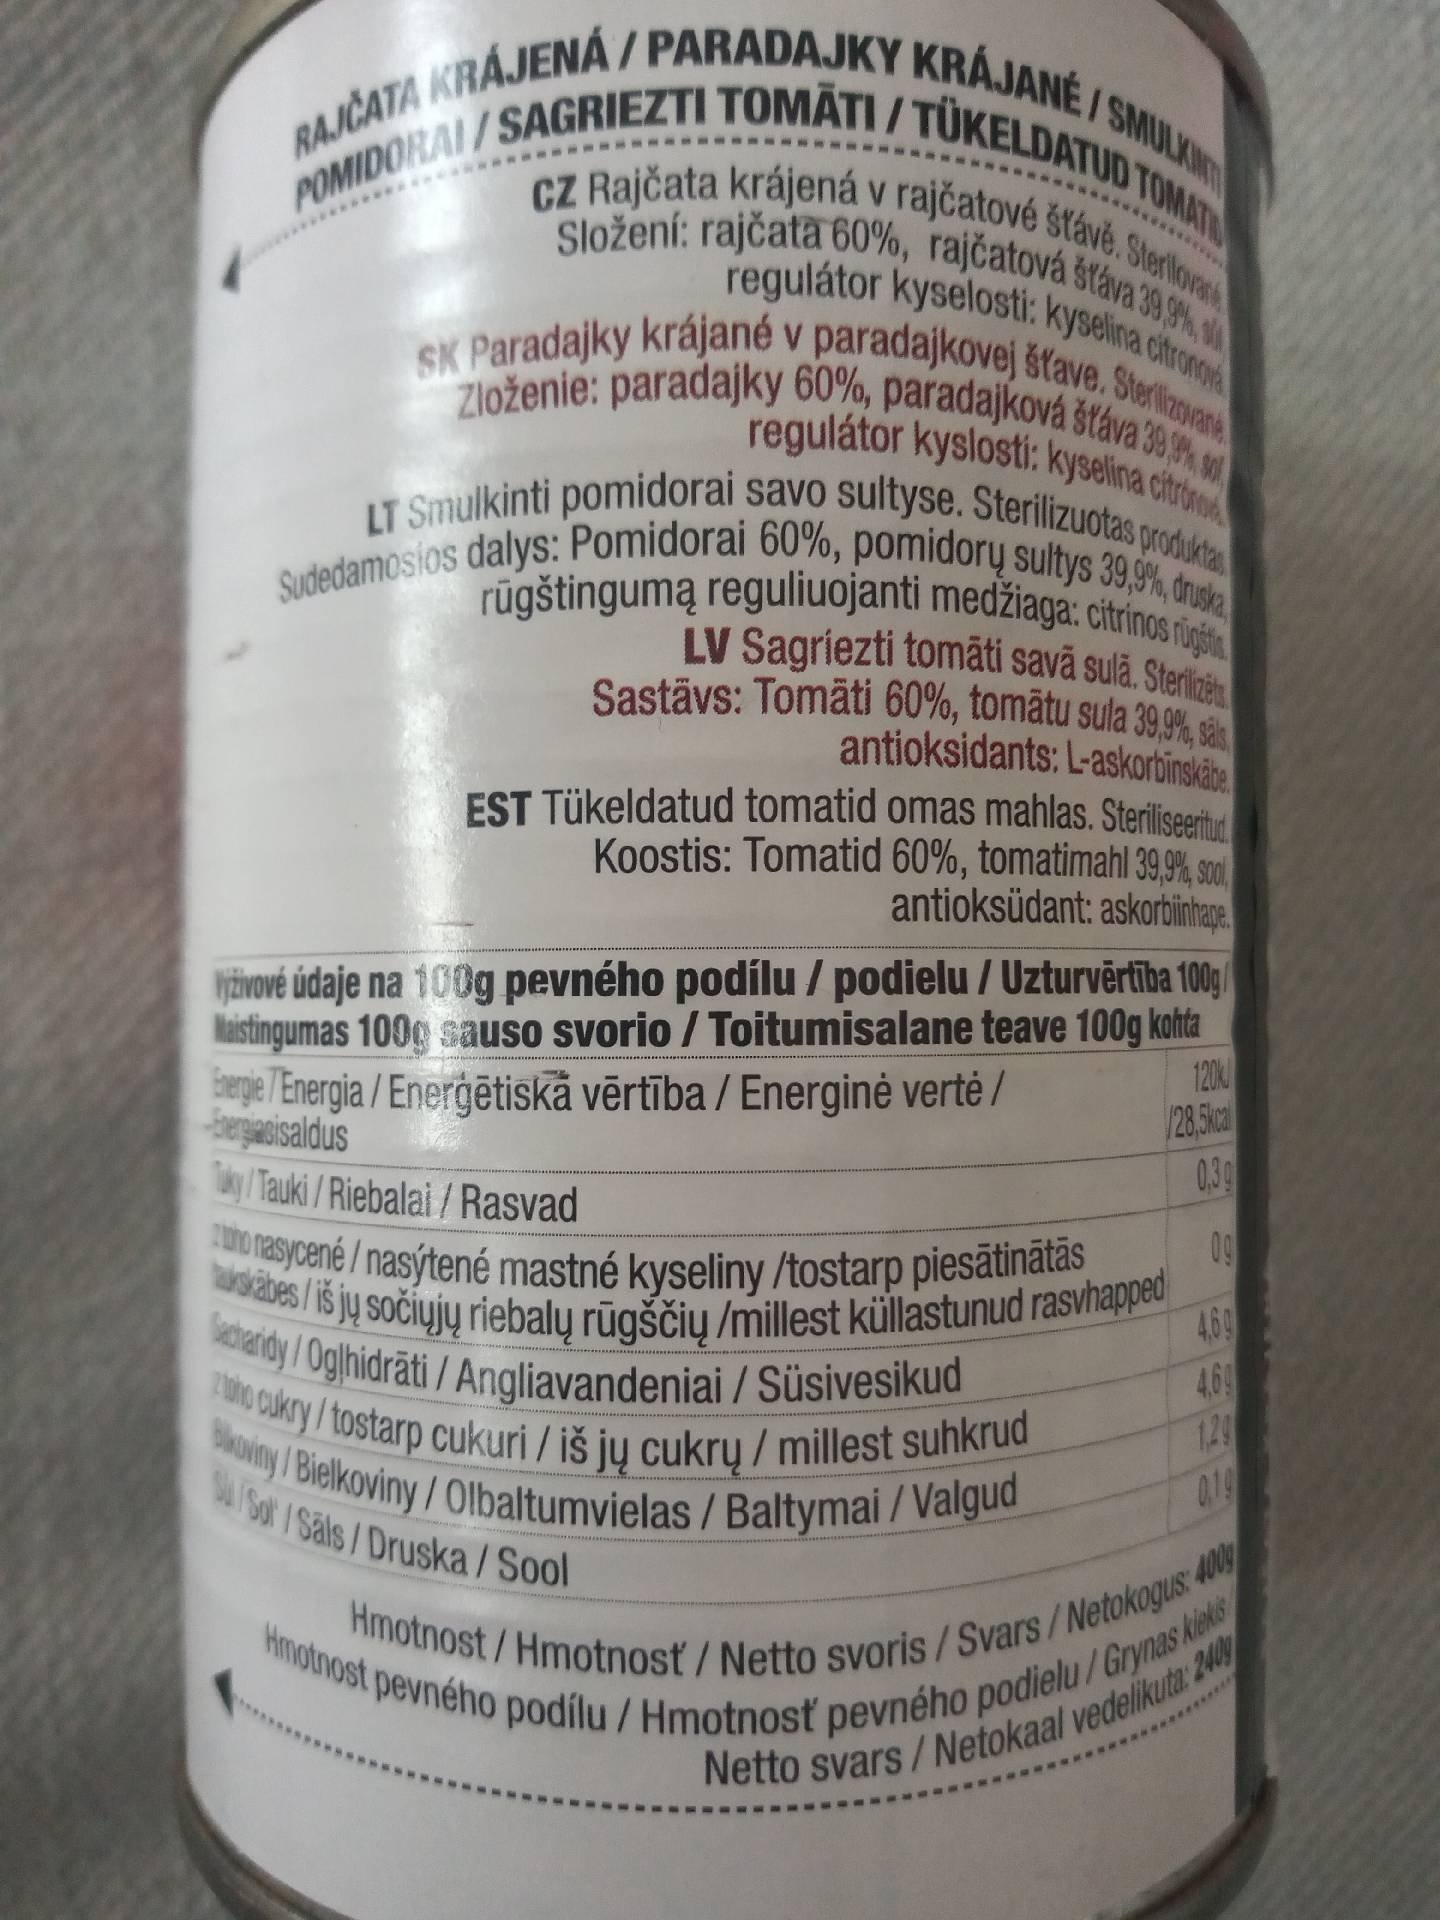 RAJČATA KRÁJENÁ / PARADAJKY KRÁJANÉ / SMULKINTI
POMIDORAI / SAGRIEZTI TOMĀTI / TÜKELDATUD TOMATID
CZ Rajčata krájená v rajčatové šťávě. Sterilované
Složení: rajčata 60%, rajčatová šťáva 39,9%, sůl,
regulátor kyselosti: kyselina citronová.
SK Paradajky krájané v paradajkovej šťave. Sterilizované.
Zloženie: paradajky 60%, paradajková šťáva 39,9%, soľ,
regulátor kyslosti: kyselina citrónová.
LT Smulkinti pomidorai savo sultyse. Sterilizuotas produktas.
Sudedamosios dalys: Pomidorai 60%, pomidorų sultys 39,9%, druska,
rūgštingumą reguliuojanti medžiaga: citrinos rūgštis.
LV Sagriezti tomāti savā sulā. Sterilizēts.
Sastāvs: Tomāti 60%, tomātu sula 39,9%, sāls,
antioksidants: L-askorbīnskābe.
EST Tükeldatud tomatid omas mahlas. Steriliseeritud.
Koostis: Tomatid 60%, tomatimahl 39,9%, sool,
antioksüdant: askorbiinhape.
Výživové údaje na 100g pevného podílu / podielu / Uzturvērtība 100g /
Maistingumas 100g sauso svorio / Toitumisalane teave 100g kohta
Energie / Energia / Enerģētiskā vērtība / Energinė vertė / 120kJ
Energiasisaldus /28,5kcal
Tuky / Tauki / Riebalai / Rasvad 0,3 g
z toho nasycené / nasýtené mastné kyseliny /tostarp piesātinātās 0 g
taukskābes / iš jų sočiųjų riebalų rūgščių /millest küllastunud rasvhapped
Sacharidy / Ogļhidrāti / Angliavandeniai / Süsivesikud 4,6 g
z toho cukry / tostarp cukuri / iš jų cukrų / millest suhkrud 4,6 g
Bílkoviny / Bielkoviny / Olbaltumvielas / Baltymai / Valgud 1,2 g
Sůl / Soľ / Sāls / Druska / Sool 0,1 g
Hmotnost / Hmotnosť / Netto svoris / Svars / Netokogus: 400g
Hmotnost pevného podílu / Hmotnosť pevného podielu / Grynas kiekis /
Netto svars / Netokaal vedelikuta: 240g